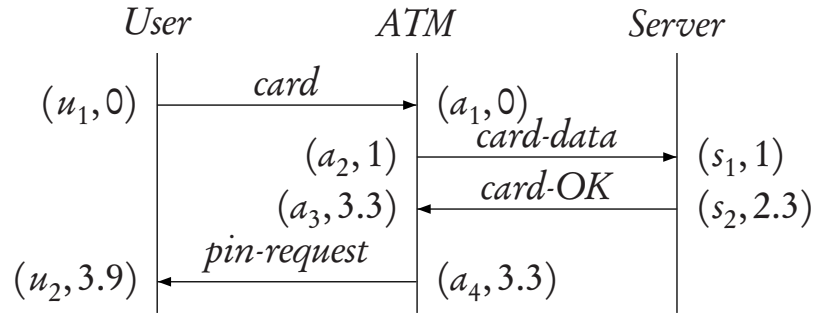 User ATM Server
card
(u₁, 0) (a₁, 0)
card-data
(a₂, 1) (s₁, 1)
card-OK
(a₃, 3.3) (s₂, 2.3)
pin-request
(u₂, 3.9) (a₄, 3.3)